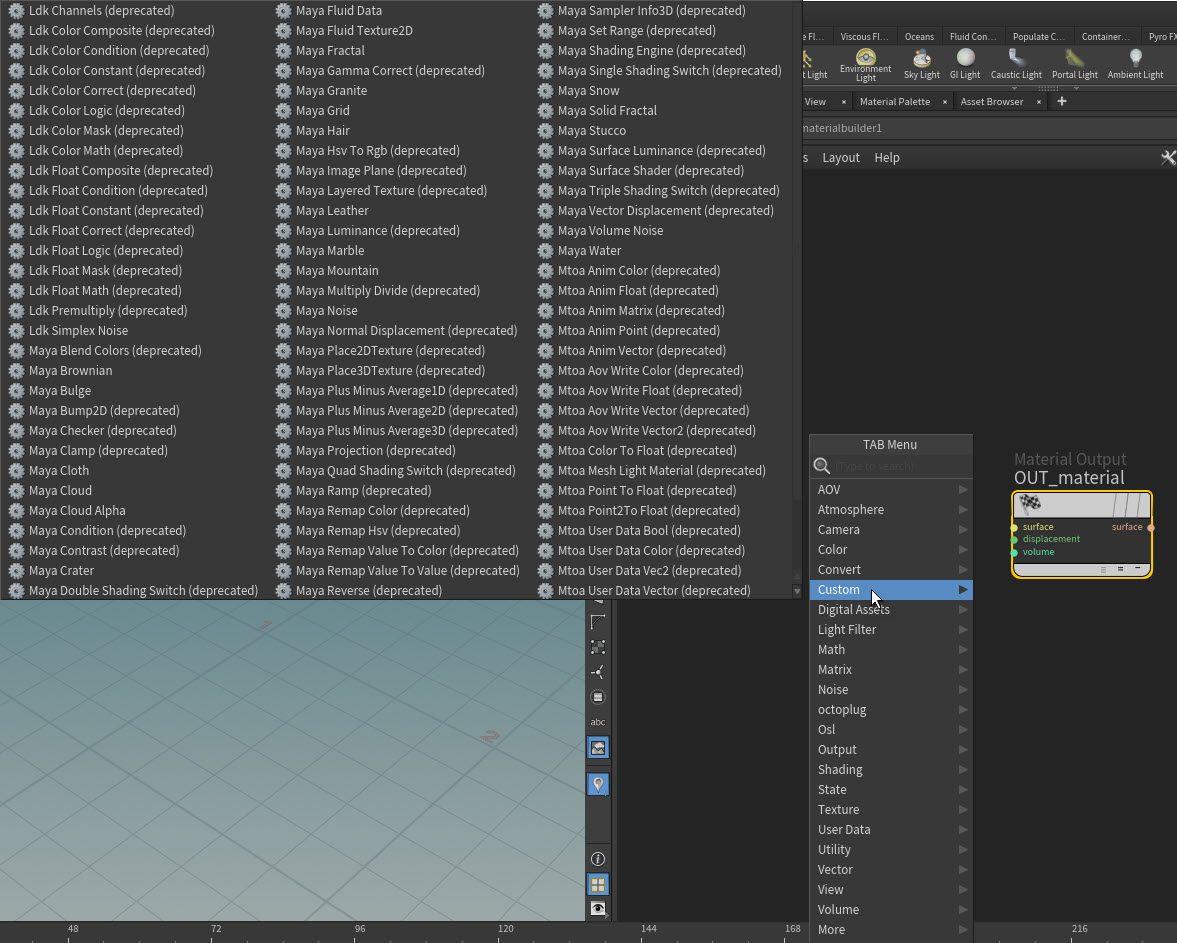 Ldk Channels (deprecated)
Ldk Color Composite (deprecated)
Ldk Color Condition (deprecated)
Ldk Color Constant (deprecated)
Ldk Color Correct (deprecated)
Ldk Color Logic (deprecated)
Ldk Color Mask (deprecated)
Ldk Color Math (deprecated)
Ldk Float Composite (deprecated)
Ldk Float Condition (deprecated)
Ldk Float Constant (deprecated)
Ldk Float Correct (deprecated)
Ldk Float Logic (deprecated)
Ldk Float Mask (deprecated)
Ldk Float Math (deprecated)
Ldk Premultiply (deprecated)
Ldk Simplex Noise
Maya Blend Colors (deprecated)
Maya Brownian
Maya Bulge
Maya Bump2D (deprecated)
Maya Checker (deprecated)
Maya Clamp (deprecated)
Maya Cloth
Maya Cloud
Maya Cloud Alpha
Maya Condition (deprecated)
Maya Contrast (deprecated)
Maya Crater
Maya Double Shading Switch (deprecated)
Maya Fluid Data
Maya Fluid Texture2D
Maya Fractal
Maya Gamma Correct (deprecated)
Maya Granite
Maya Grid
Maya Hair
Maya Hsv To Rgb (deprecated)
Maya Image Plane (deprecated)
Maya Layered Texture (deprecated)
Maya Leather
Maya Luminance (deprecated)
Maya Marble
Maya Mountain
Maya Multiply Divide (deprecated)
Maya Noise
Maya Normal Displacement (deprecated)
Maya Place2DTexture (deprecated)
Maya Place3DTexture (deprecated)
Maya Plus Minus Average1D (deprecated)
Maya Plus Minus Average2D (deprecated)
Maya Plus Minus Average3D (deprecated)
Maya Projection (deprecated)
Maya Quad Shading Switch (deprecated)
Maya Ramp (deprecated)
Maya Remap Color (deprecated)
Maya Remap Hsv (deprecated)
Maya Remap Value To Color (deprecated)
Maya Remap Value To Value (deprecated)
Maya Reverse (deprecated)
Maya Sampler Info3D (deprecated)
Maya Set Range (deprecated)
Maya Shading Engine (deprecated)
Maya Single Shading Switch (deprecated)
Maya Snow
Maya Solid Fractal
Maya Stucco
Maya Surface Luminance (deprecated)
Maya Surface Shader (deprecated)
Maya Triple Shading Switch (deprecated)
Maya Vector Displacement (deprecated)
Maya Volume Noise
Maya Water
Mtoa Anim Color (deprecated)
Mtoa Anim Float (deprecated)
Mtoa Anim Matrix (deprecated)
Mtoa Anim Point (deprecated)
Mtoa Anim Vector (deprecated)
Mtoa Aov Write Color (deprecated)
Mtoa Aov Write Float (deprecated)
Mtoa Aov Write Vector (deprecated)
Mtoa Aov Write Vector2 (deprecated)
Mtoa Color To Float (deprecated)
Mtoa Mesh Light Material (deprecated)
Mtoa Point To Float (deprecated)
Mtoa Point2To Float (deprecated)
Mtoa User Data Bool (deprecated)
Mtoa User Data Color (deprecated)
Mtoa User Data Vec2 (deprecated)
Mtoa User Data Vector (deprecated)
e Fl... Viscous Fl... Oceans Fluid Con... Populate C... Container... Pyro FX
t Light Environment Light Sky Light GI Light Caustic Light Portal Light Ambient Light
View × Material Palette × Asset Browser × +
materialbuilder1
s Layout Help
TAB Menu
(Type to search)
AOV
Atmosphere
Camera
Color
Convert
Custom
Digital Assets
Light Filter
Math
Matrix
Noise
octoplug
Osl
Output
Shading
State
Texture
User Data
Utility
Vector
View
Volume
More
Material Output
OUT_material
surface surface
displacement
volume
abc
48 72 96 120 144 168 216